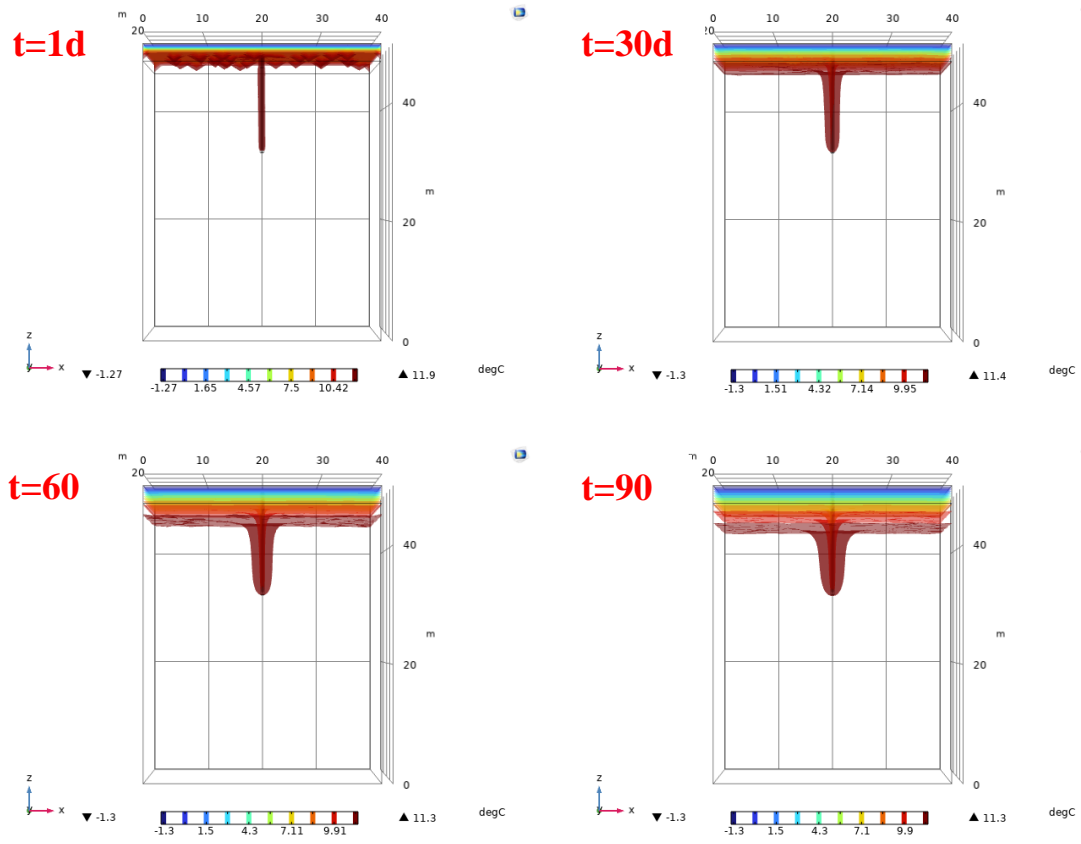 m 0 10 20 30 40
20
t=1d
40
m
20
0
z
y x
▼ -1.27
-1.27 1.65 4.57 7.5 10.42
▲ 11.9
degC
0 10 20 30 40
20
t=30d
40
m
20
0
z
y x
▼ -1.3
-1.3 1.51 4.32 7.14 9.95
▲ 11.4
degC
m 0 10 20 30 40
20
t=60
40
m
20
0
z
y x
▼ -1.3
-1.3 1.5 4.3 7.11 9.91
▲ 11.3
degC
m 0 10 20 30 40
20
t=90
40
m
20
0
z
y x
▼ -1.3
-1.3 1.5 4.3 7.1 9.9
▲ 11.3
degC